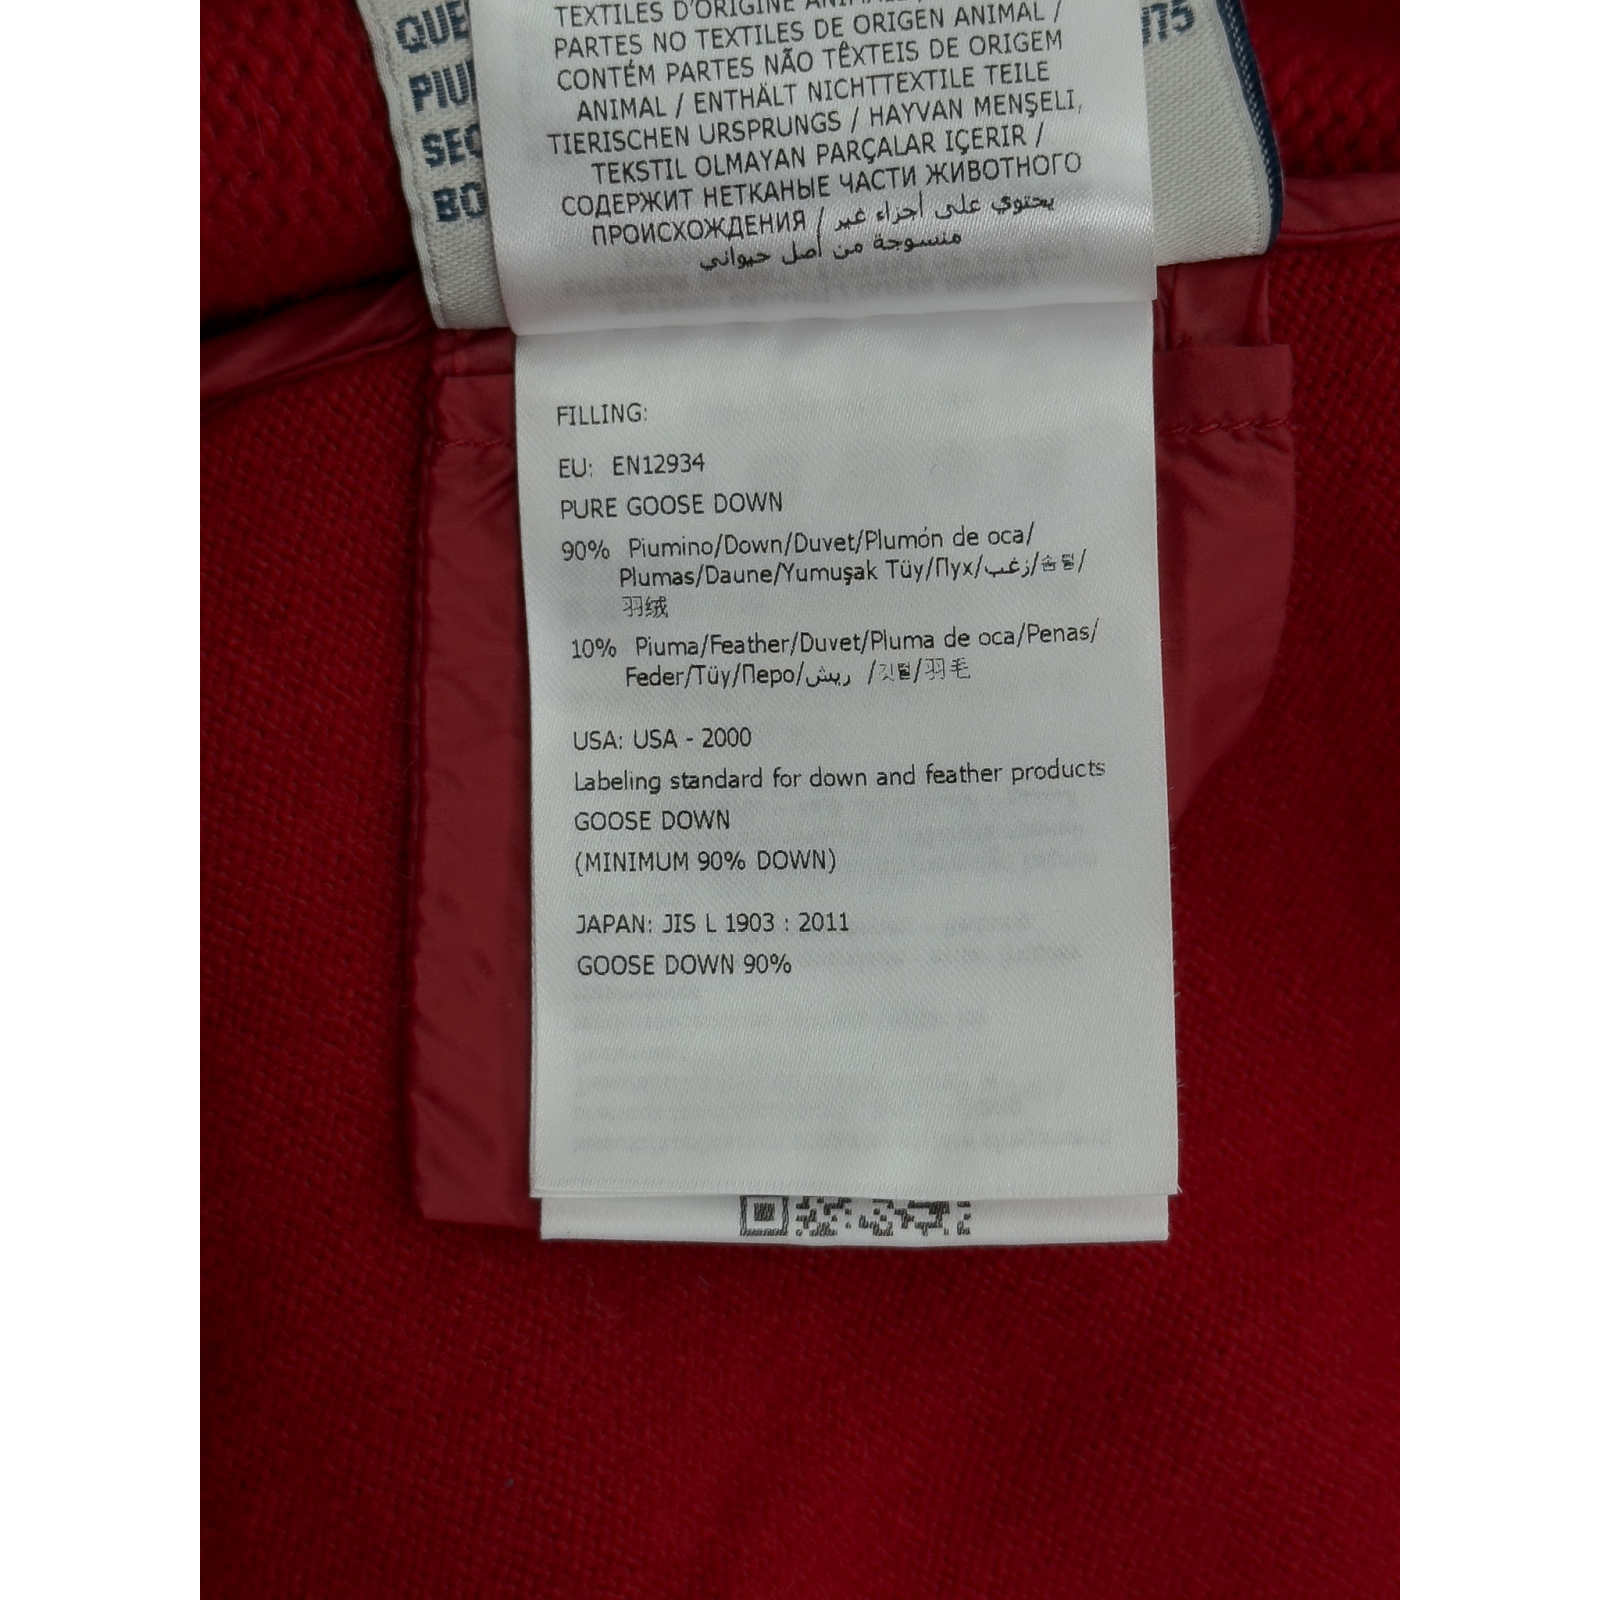 QUE
PIU
SEC
BO
TEXTILES D'ORIGINE
PARTES NO TEXTILES DE ORIGEN ANIMAL /
CONTÉM PARTES NÃO TÊXTEIS DE ORIGEM
ANIMAL / ENTHÄLT NICHTTEXTILE TEILE
TIERISCHEN URSPRUNGS / HAYVAN MENŞELI,
TEKSTIL OLMAYAN PARÇALAR IÇERIR /
СОДЕРЖИТ НЕТКАНЫЕ ЧАСТИ ЖИВОТНОГО
ПРОИСХОЖДЕНИЯ / يحتوي على أجزاء غير
منسوجة من أصل حيواني
FILLING:
EU: EN12934
PURE GOOSE DOWN
90% Piumino/Down/Duvet/Plumón de oca/
Plumas/Daune/Yumuşak Tüy/Пух/زغب/솜털/
羽绒
10% Piuma/Feather/Duvet/Pluma de oca/Penas/
Feder/Tüy/Перо/ريش /깃털/羽毛
USA: USA - 2000
Labeling standard for down and feather products
GOOSE DOWN
(MINIMUM 90% DOWN)
JAPAN: JIS L 1903 : 2011
GOOSE DOWN 90%